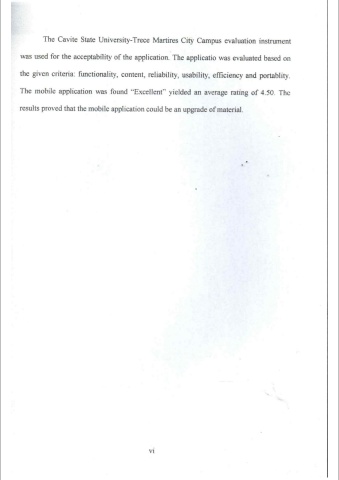 The Cavite State University-Trece Martires City Campus evaluation instrument
was used for the acceptability of the application. The applicatio was evaluated based on
the given criteria: functionality, content, reliability, usability, efficiency and portablity.
The mobile application was found “Excellent” yielded an average rating of 4.50. The
results proved that the mobile application could be an upgrade of material.
vi